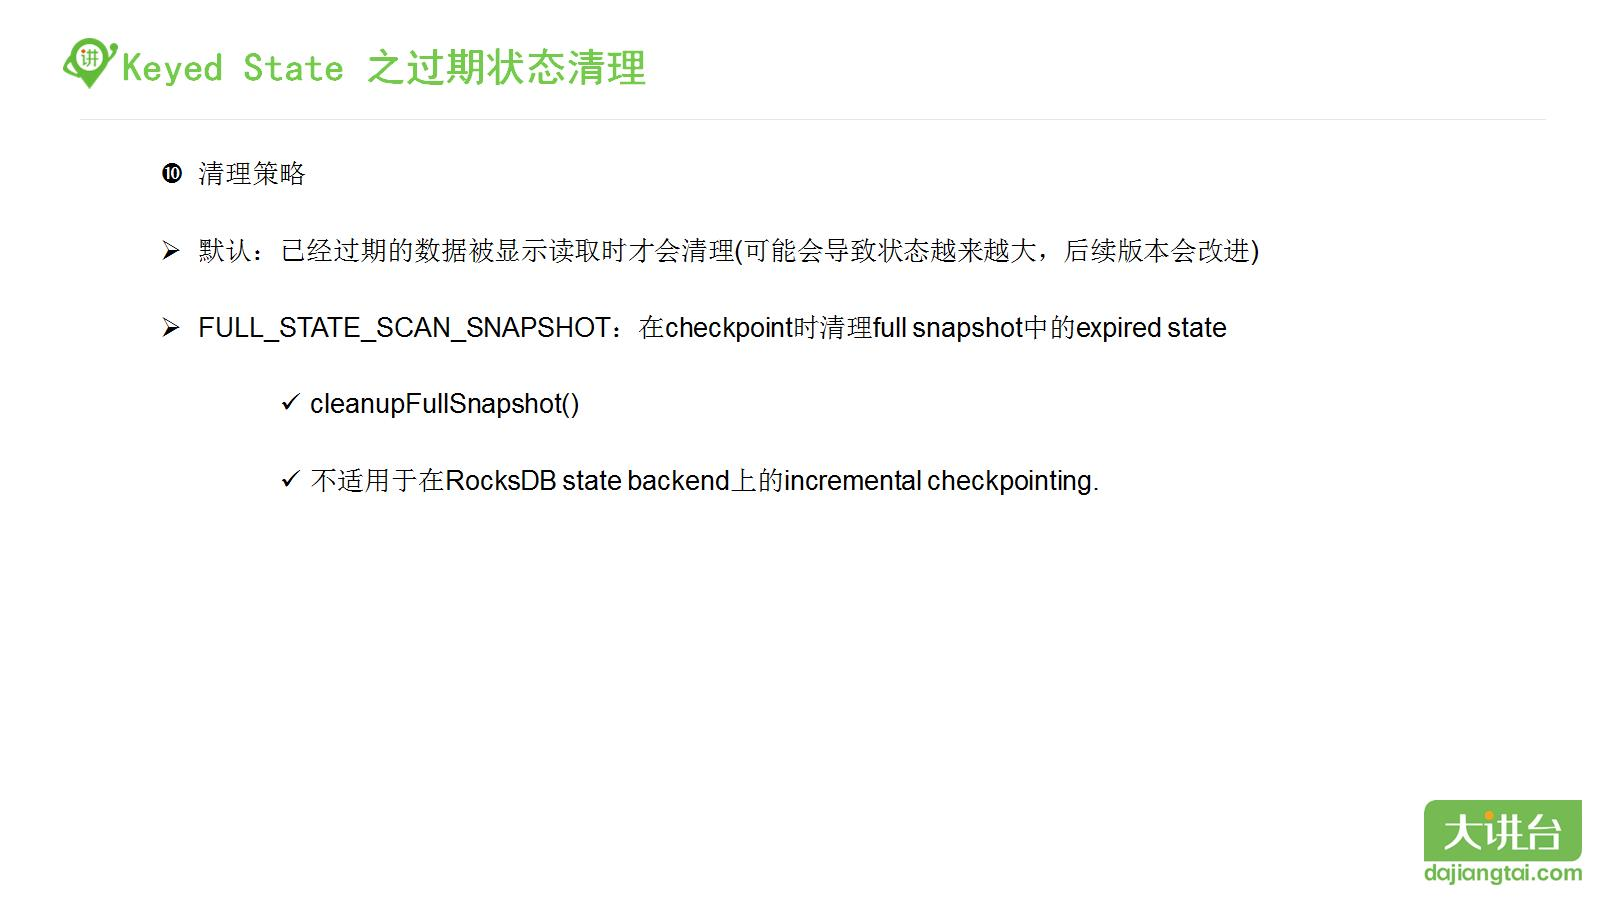 讲
Keyed State 之过期状态清理
❿ 清理策略
➢ 默认：已经过期的数据被显示读取时才会清理(可能会导致状态越来越大，后续版本会改进)
➢ FULL_STATE_SCAN_SNAPSHOT：在checkpoint时清理full snapshot中的expired state
✓ cleanupFullSnapshot()
✓ 不适用于在RocksDB state backend上的incremental checkpointing.
大讲台
dajiangtai.com